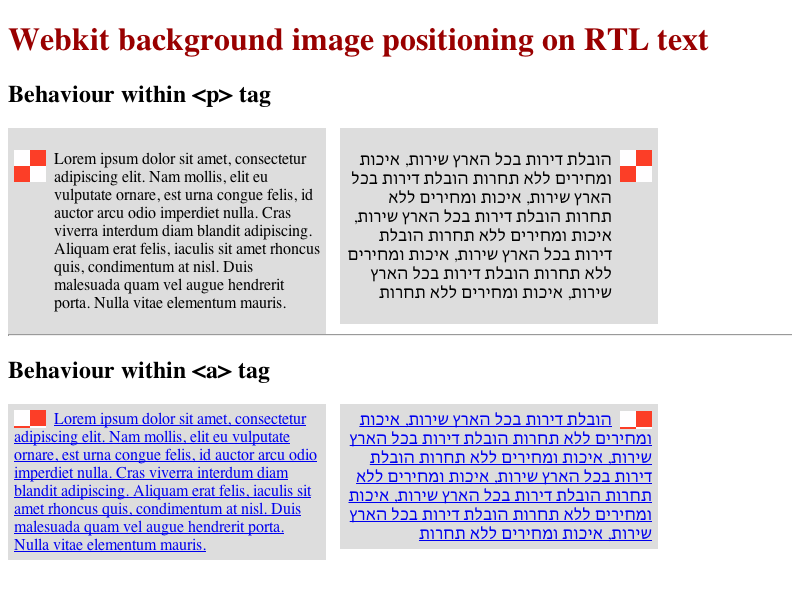 Webkit background image positioning on RTL text
Behaviour within <p> tag
Lorem ipsum dolor sit amet, consectetur
adipiscing elit. Nam mollis, elit eu
vulputate ornare, est urna congue felis, id
auctor arcu odio imperdiet nulla. Cras
viverra interdum diam blandit adipiscing.
Aliquam erat felis, iaculis sit amet rhoncus
quis, condimentum at nisl. Duis
malesuada quam vel augue hendrerit
porta. Nulla vitae elementum mauris.
הובלת דירות בכל הארץ שירות, איכות
ומחירים ללא תחרות הובלת דירות בכל
הארץ שירות, איכות ומחירים ללא
תחרות הובלת דירות בכל הארץ שירות,
איכות ומחירים ללא תחרות הובלת
דירות בכל הארץ שירות, איכות ומחירים
ללא תחרות הובלת דירות בכל הארץ
שירות, איכות ומחירים ללא תחרות
Behaviour within <a> tag
Lorem ipsum dolor sit amet, consectetur
adipiscing elit. Nam mollis, elit eu vulputate
ornare, est urna congue felis, id auctor arcu odio
imperdiet nulla. Cras viverra interdum diam
blandit adipiscing. Aliquam erat felis, iaculis sit
amet rhoncus quis, condimentum at nisl. Duis
malesuada quam vel augue hendrerit porta.
Nulla vitae elementum mauris.
הובלת דירות בכל הארץ שירות, איכות
ומחירים ללא תחרות הובלת דירות בכל הארץ
שירות, איכות ומחירים ללא תחרות הובלת
דירות בכל הארץ שירות, איכות ומחירים ללא
תחרות הובלת דירות בכל הארץ שירות, איכות
ומחירים ללא תחרות הובלת דירות בכל הארץ
שירות, איכות ומחירים ללא תחרות